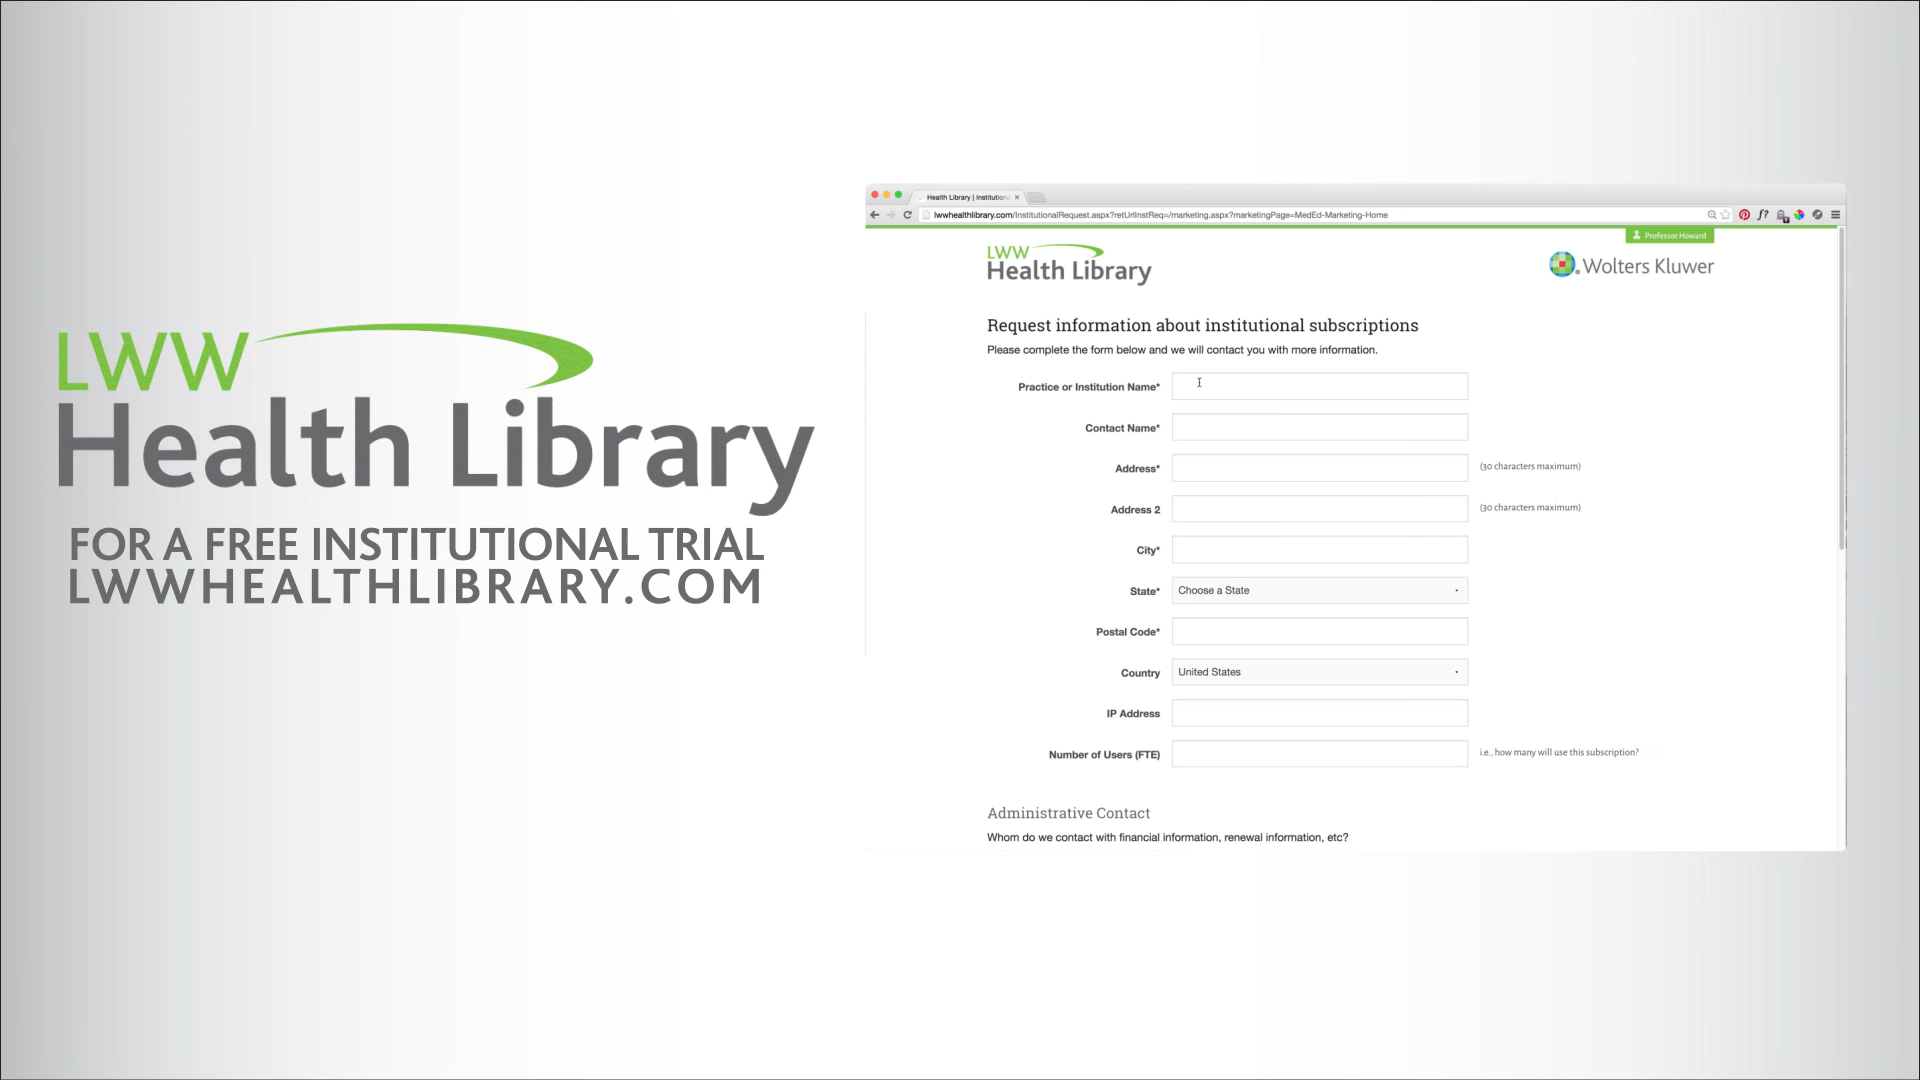 LWW
Health Library
FOR A FREE INSTITUTIONAL TRIAL
LWWHEALTHLIBRARY.COM
Health Library | Institution
lwwhealthlibrary.com/InstitutionalRequest.aspx?retUrlInstReq=/marketing.aspx?marketingPage=MedEd-Marketing-Home
f?
Professor Howard
LWW
Health Library
Wolters Kluwer
Request information about institutional subscriptions
Please complete the form below and we will contact you with more information.
Practice or Institution Name*
Contact Name*
Address* (30 characters maximum)
Address 2 (30 characters maximum)
City*
State* Choose a State
Postal Code*
Country United States
IP Address
Number of Users (FTE) i.e., how many will use this subscription?
Administrative Contact
Whom do we contact with financial information, renewal information, etc?